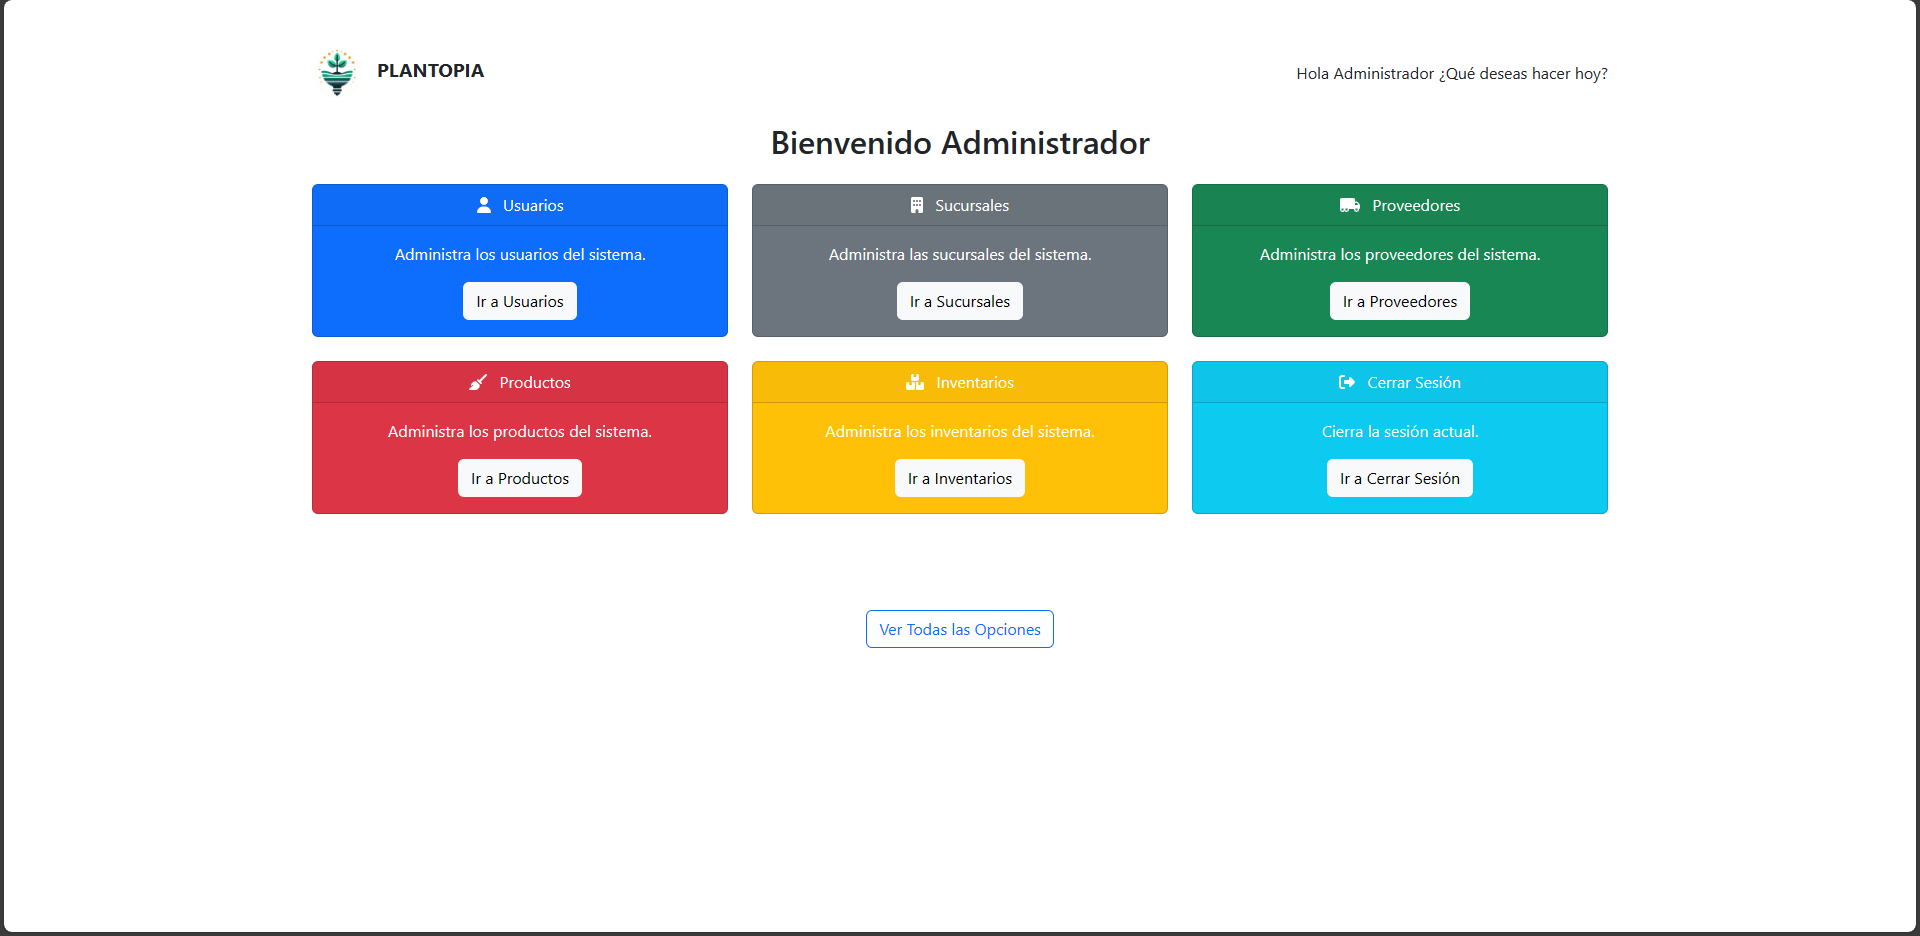 PLANTOPIA
Hola Administrador ¿Qué deseas hacer hoy?
Bienvenido Administrador
Usuarios
Administra los usuarios del sistema.
Ir a Usuarios
Sucursales
Administra las sucursales del sistema.
Ir a Sucursales
Proveedores
Administra los proveedores del sistema.
Ir a Proveedores
Productos
Administra los productos del sistema.
Ir a Productos
Inventarios
Administra los inventarios del sistema.
Ir a Inventarios
Cerrar Sesión
Cierra la sesión actual.
Ir a Cerrar Sesión
Ver Todas las Opciones